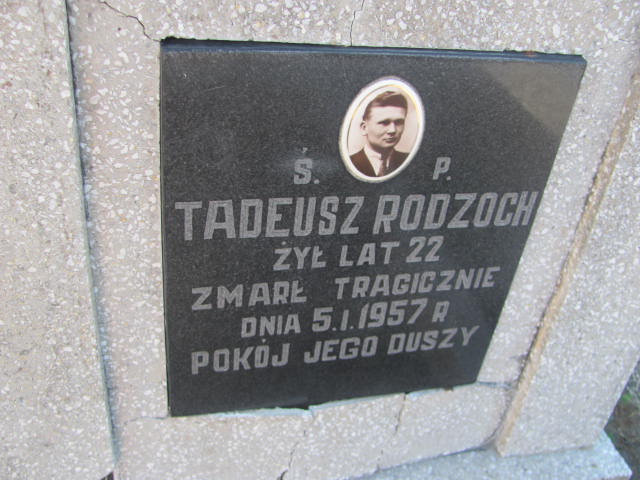 Ś. P.
TADEUSZ RODZOCH
ŻYŁ LAT 22
ZMARŁ TRAGICZNIE
DNIA 5.I.1957 R
POKÓJ JEGO DUSZY